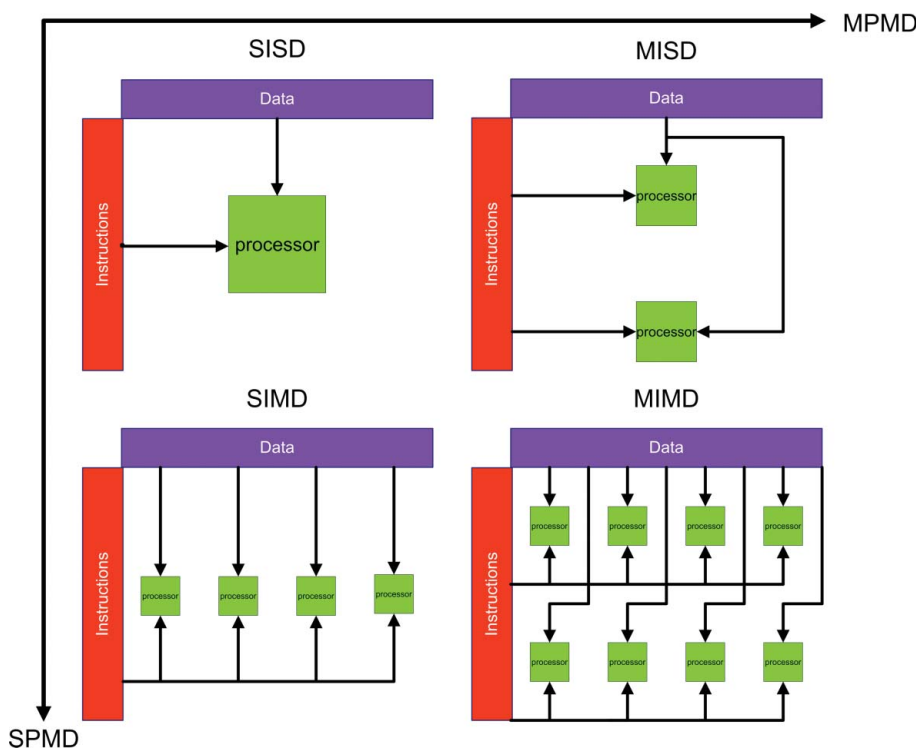 MPMD
SISD
MISD
Data
Data
Instructions
processor
Instructions
processor
processor
SIMD
MIMD
Data
Data
Instructions
processor
processor
processor
processor
Instructions
processor
processor
processor
processor
processor
processor
processor
processor
SPMD